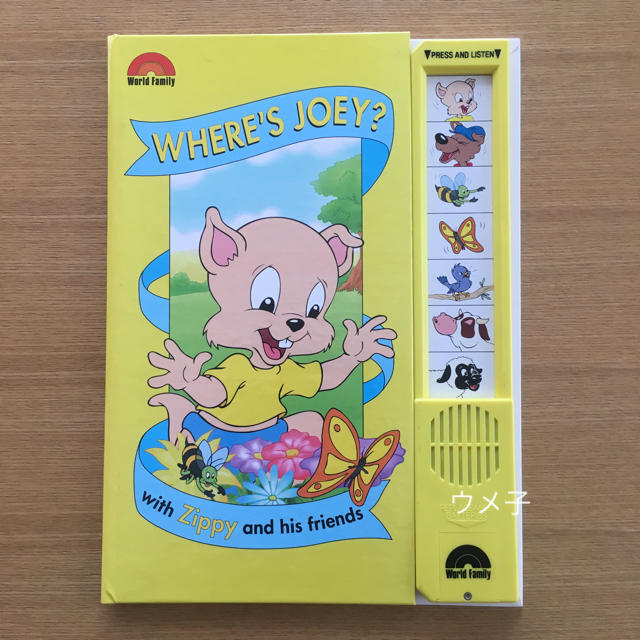 World Family
WHERE'S JOEY?
with Zippy and his friends
▼PRESS AND LISTEN▼
ウメ子
World Family